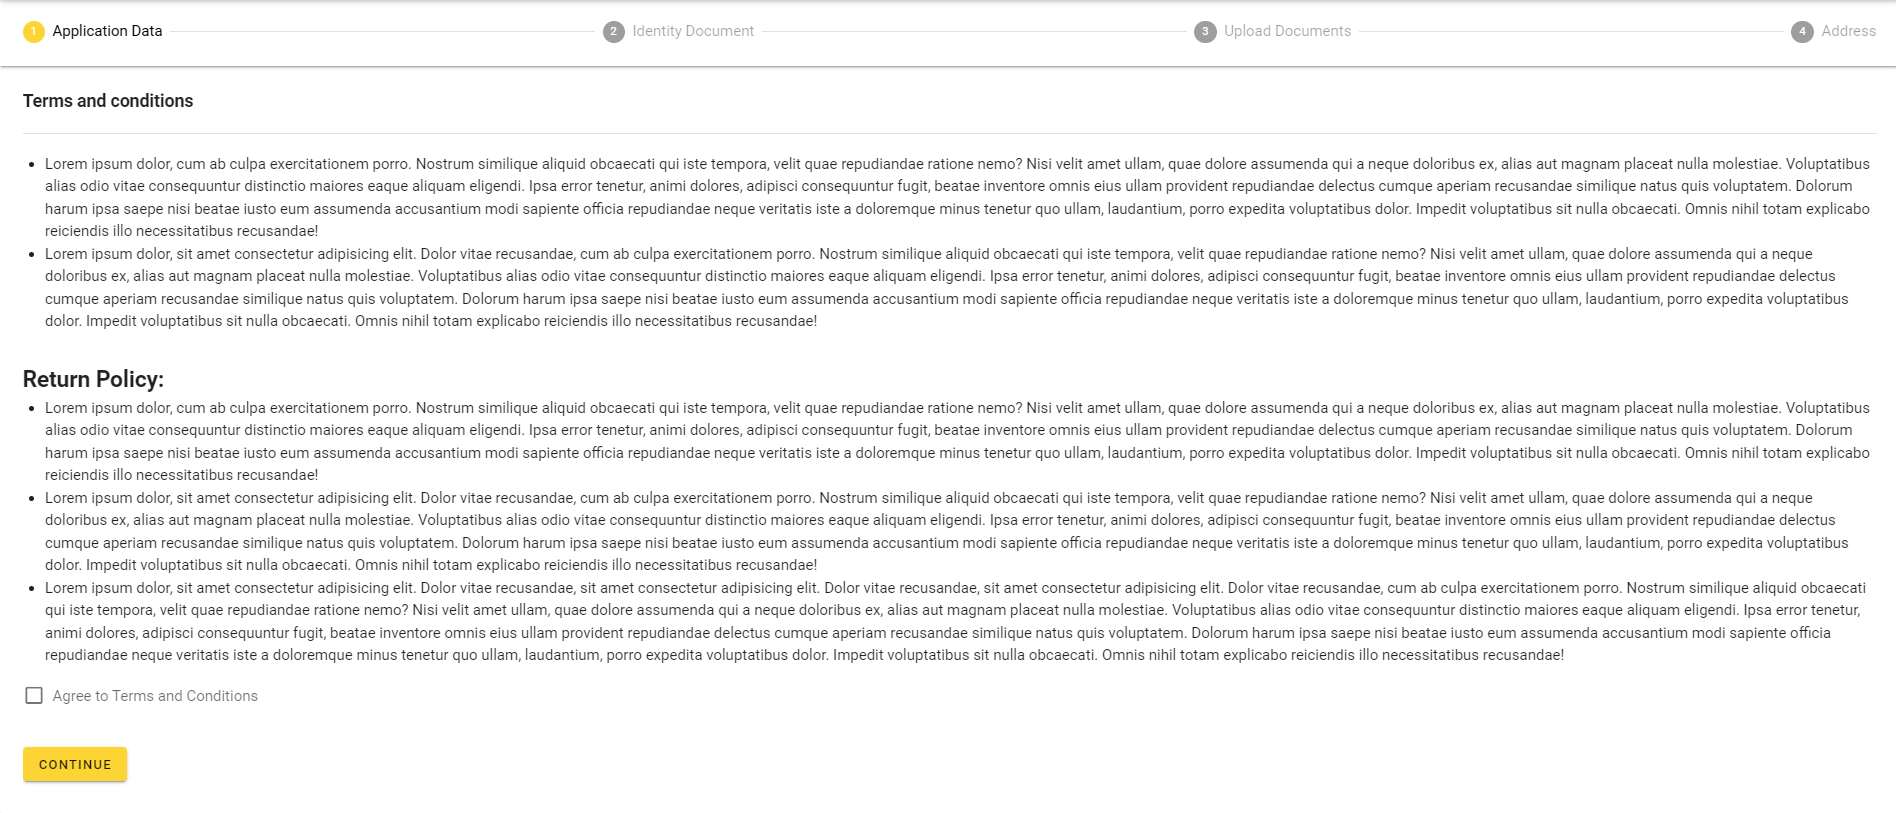 1 Application Data 2 Identity Document 3 Upload Documents 4 Address
Terms and conditions
• Lorem ipsum dolor, cum ab culpa exercitationem porro. Nostrum similique aliquid obcaecati qui iste tempora, velit quae repudiandae ratione nemo? Nisi velit amet ullam, quae dolore assumenda qui a neque doloribus ex, alias aut magnam placeat nulla molestiae. Voluptatibus
alias odio vitae consequuntur distinctio maiores eaque aliquam eligendi. Ipsa error tenetur, animi dolores, adipisci consequuntur fugit, beatae inventore omnis eius ullam provident repudiandae delectus cumque aperiam recusandae similique natus quis voluptatem. Dolorum
harum ipsa saepe nisi beatae iusto eum assumenda accusantium modi sapiente officia repudiandae neque veritatis iste a doloremque minus tenetur quo ullam, laudantium, porro expedita voluptatibus dolor. Impedit voluptatibus sit nulla obcaecati. Omnis nihil totam explicabo
reiciendis illo necessitatibus recusandae!
• Lorem ipsum dolor, sit amet consectetur adipisicing elit. Dolor vitae recusandae, cum ab culpa exercitationem porro. Nostrum similique aliquid obcaecati qui iste tempora, velit quae repudiandae ratione nemo? Nisi velit amet ullam, quae dolore assumenda qui a neque
doloribus ex, alias aut magnam placeat nulla molestiae. Voluptatibus alias odio vitae consequuntur distinctio maiores eaque aliquam eligendi. Ipsa error tenetur, animi dolores, adipisci consequuntur fugit, beatae inventore omnis eius ullam provident repudiandae delectus
cumque aperiam recusandae similique natus quis voluptatem. Dolorum harum ipsa saepe nisi beatae iusto eum assumenda accusantium modi sapiente officia repudiandae neque veritatis iste a doloremque minus tenetur quo ullam, laudantium, porro expedita voluptatibus
dolor. Impedit voluptatibus sit nulla obcaecati. Omnis nihil totam explicabo reiciendis illo necessitatibus recusandae!
Return Policy:
• Lorem ipsum dolor, cum ab culpa exercitationem porro. Nostrum similique aliquid obcaecati qui iste tempora, velit quae repudiandae ratione nemo? Nisi velit amet ullam, quae dolore assumenda qui a neque doloribus ex, alias aut magnam placeat nulla molestiae. Voluptatibus
alias odio vitae consequuntur distinctio maiores eaque aliquam eligendi. Ipsa error tenetur, animi dolores, adipisci consequuntur fugit, beatae inventore omnis eius ullam provident repudiandae delectus cumque aperiam recusandae similique natus quis voluptatem. Dolorum
harum ipsa saepe nisi beatae iusto eum assumenda accusantium modi sapiente officia repudiandae neque veritatis iste a doloremque minus tenetur quo ullam, laudantium, porro expedita voluptatibus dolor. Impedit voluptatibus sit nulla obcaecati. Omnis nihil totam explicabo
reiciendis illo necessitatibus recusandae!
• Lorem ipsum dolor, sit amet consectetur adipisicing elit. Dolor vitae recusandae, cum ab culpa exercitationem porro. Nostrum similique aliquid obcaecati qui iste tempora, velit quae repudiandae ratione nemo? Nisi velit amet ullam, quae dolore assumenda qui a neque
doloribus ex, alias aut magnam placeat nulla molestiae. Voluptatibus alias odio vitae consequuntur distinctio maiores eaque aliquam eligendi. Ipsa error tenetur, animi dolores, adipisci consequuntur fugit, beatae inventore omnis eius ullam provident repudiandae delectus
cumque aperiam recusandae similique natus quis voluptatem. Dolorum harum ipsa saepe nisi beatae iusto eum assumenda accusantium modi sapiente officia repudiandae neque veritatis iste a doloremque minus tenetur quo ullam, laudantium, porro expedita voluptatibus
dolor. Impedit voluptatibus sit nulla obcaecati. Omnis nihil totam explicabo reiciendis illo necessitatibus recusandae!
• Lorem ipsum dolor, sit amet consectetur adipisicing elit. Dolor vitae recusandae, sit amet consectetur adipisicing elit. Dolor vitae recusandae, sit amet consectetur adipisicing elit. Dolor vitae recusandae, cum ab culpa exercitationem porro. Nostrum similique aliquid obcaecati
qui iste tempora, velit quae repudiandae ratione nemo? Nisi velit amet ullam, quae dolore assumenda qui a neque doloribus ex, alias aut magnam placeat nulla molestiae. Voluptatibus alias odio vitae consequuntur distinctio maiores eaque aliquam eligendi. Ipsa error tenetur,
animi dolores, adipisci consequuntur fugit, beatae inventore omnis eius ullam provident repudiandae delectus cumque aperiam recusandae similique natus quis voluptatem. Dolorum harum ipsa saepe nisi beatae iusto eum assumenda accusantium modi sapiente officia
repudiandae neque veritatis iste a doloremque minus tenetur quo ullam, laudantium, porro expedita voluptatibus dolor. Impedit voluptatibus sit nulla obcaecati. Omnis nihil totam explicabo reiciendis illo necessitatibus recusandae!
Agree to Terms and Conditions
CONTINUE